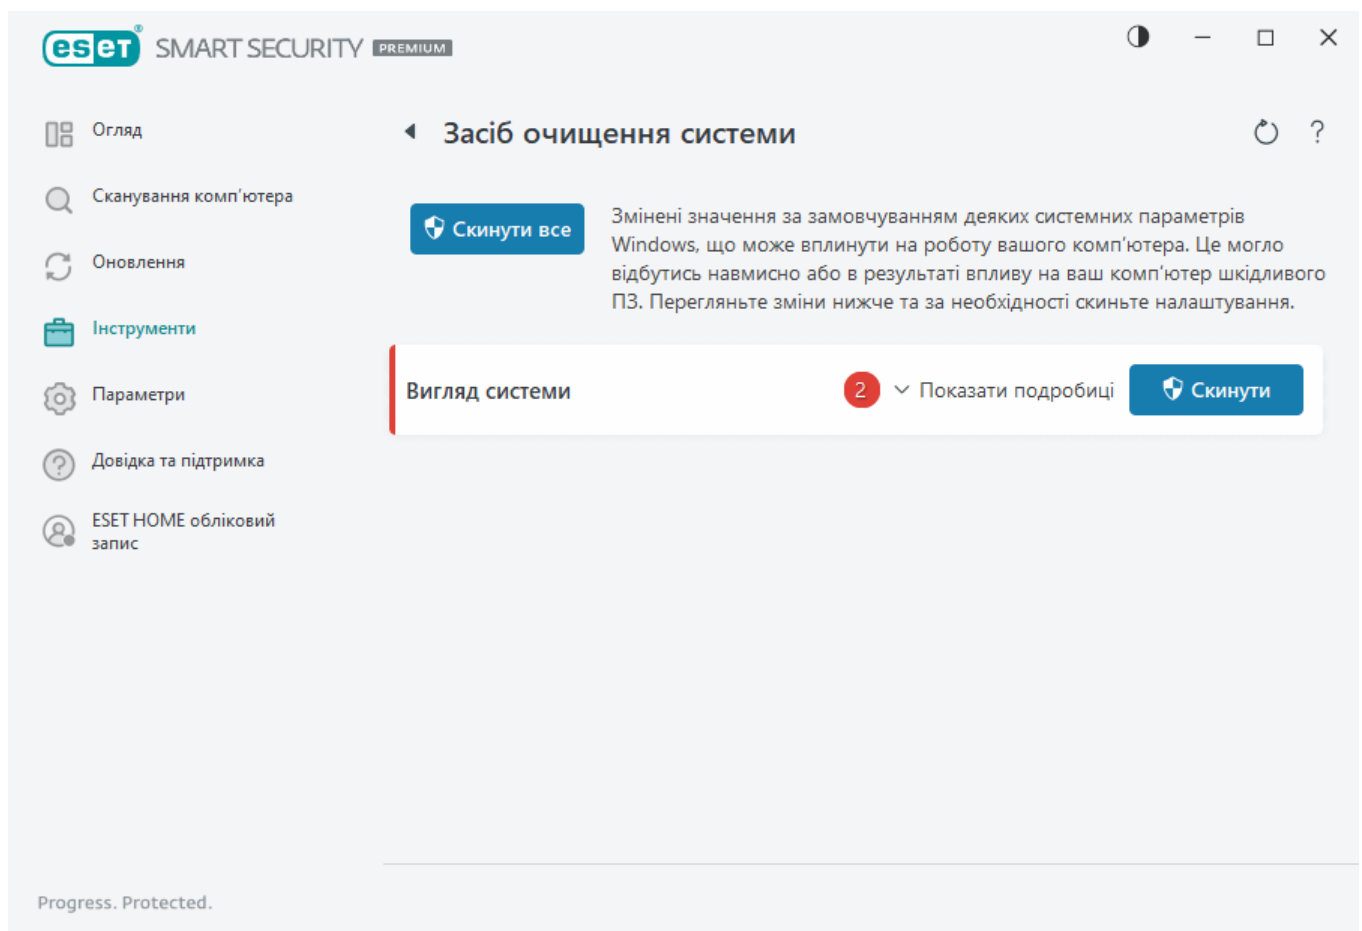 eset® SMART SECURITY PREMIUM
Огляд
Сканування комп'ютера
Оновлення
Інструменти
Параметри
Довідка та підтримка
ESET HOME обліковий
запис
Засіб очищення системи
?
Скинути все
Змінені значення за замовчуванням деяких системних параметрів
Windows, що може вплинути на роботу вашого комп'ютера. Це могло
відбутись навмисно або в результаті впливу на ваш комп'ютер шкідливого
ПЗ. Перегляньте зміни нижче та за необхідності скиньте налаштування.
Вигляд системи 2 Показати подробиці Скинути
Progress. Protected.